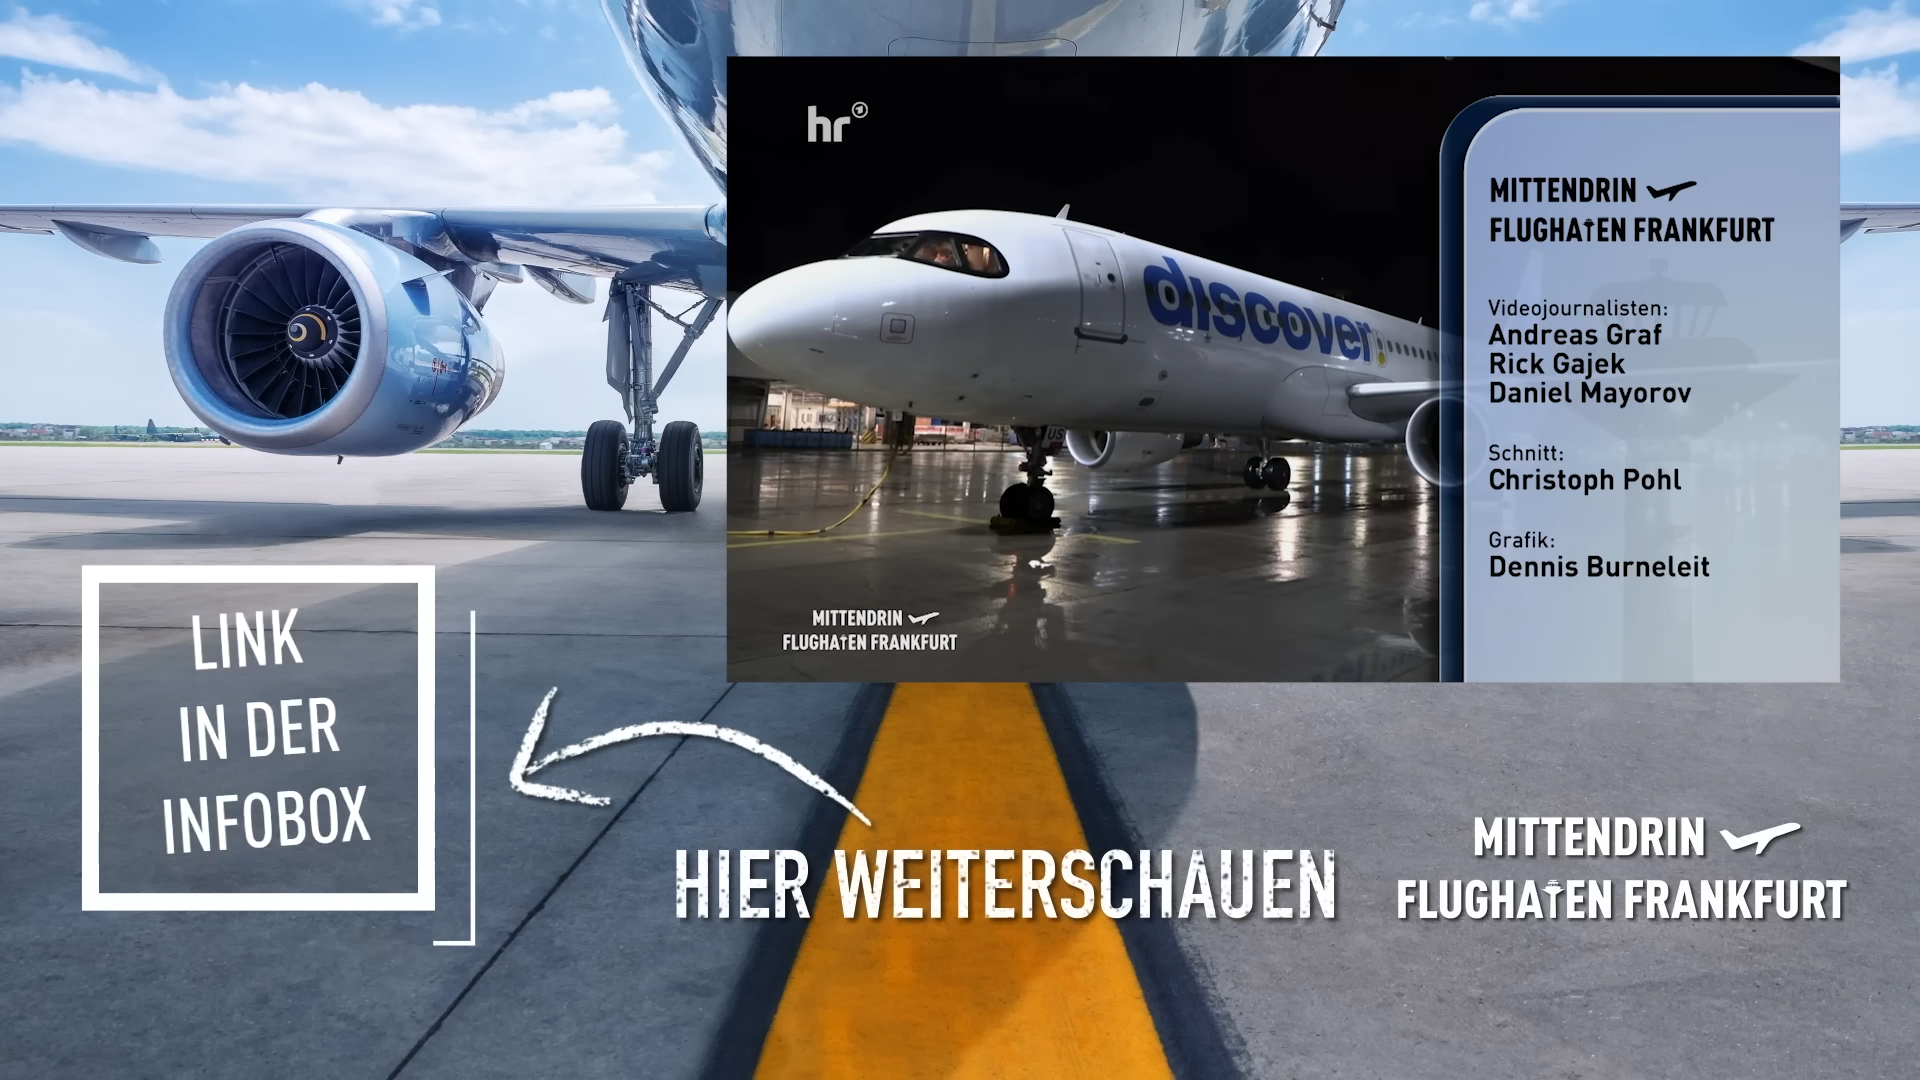 hr
MITTENDRIN
FLUGHAFEN FRANKFURT
Videojournalisten:
Andreas Graf
Rick Gajek
Daniel Mayorov
Schnitt:
Christoph Pohl
Grafik:
Dennis Burneleit
discover
US
MITTENDRIN
FLUGHAFEN FRANKFURT
LINK
IN DER
INFOBOX
HIER WEITERSCHAUEN
MITTENDRIN
FLUGHAFEN FRANKFURT